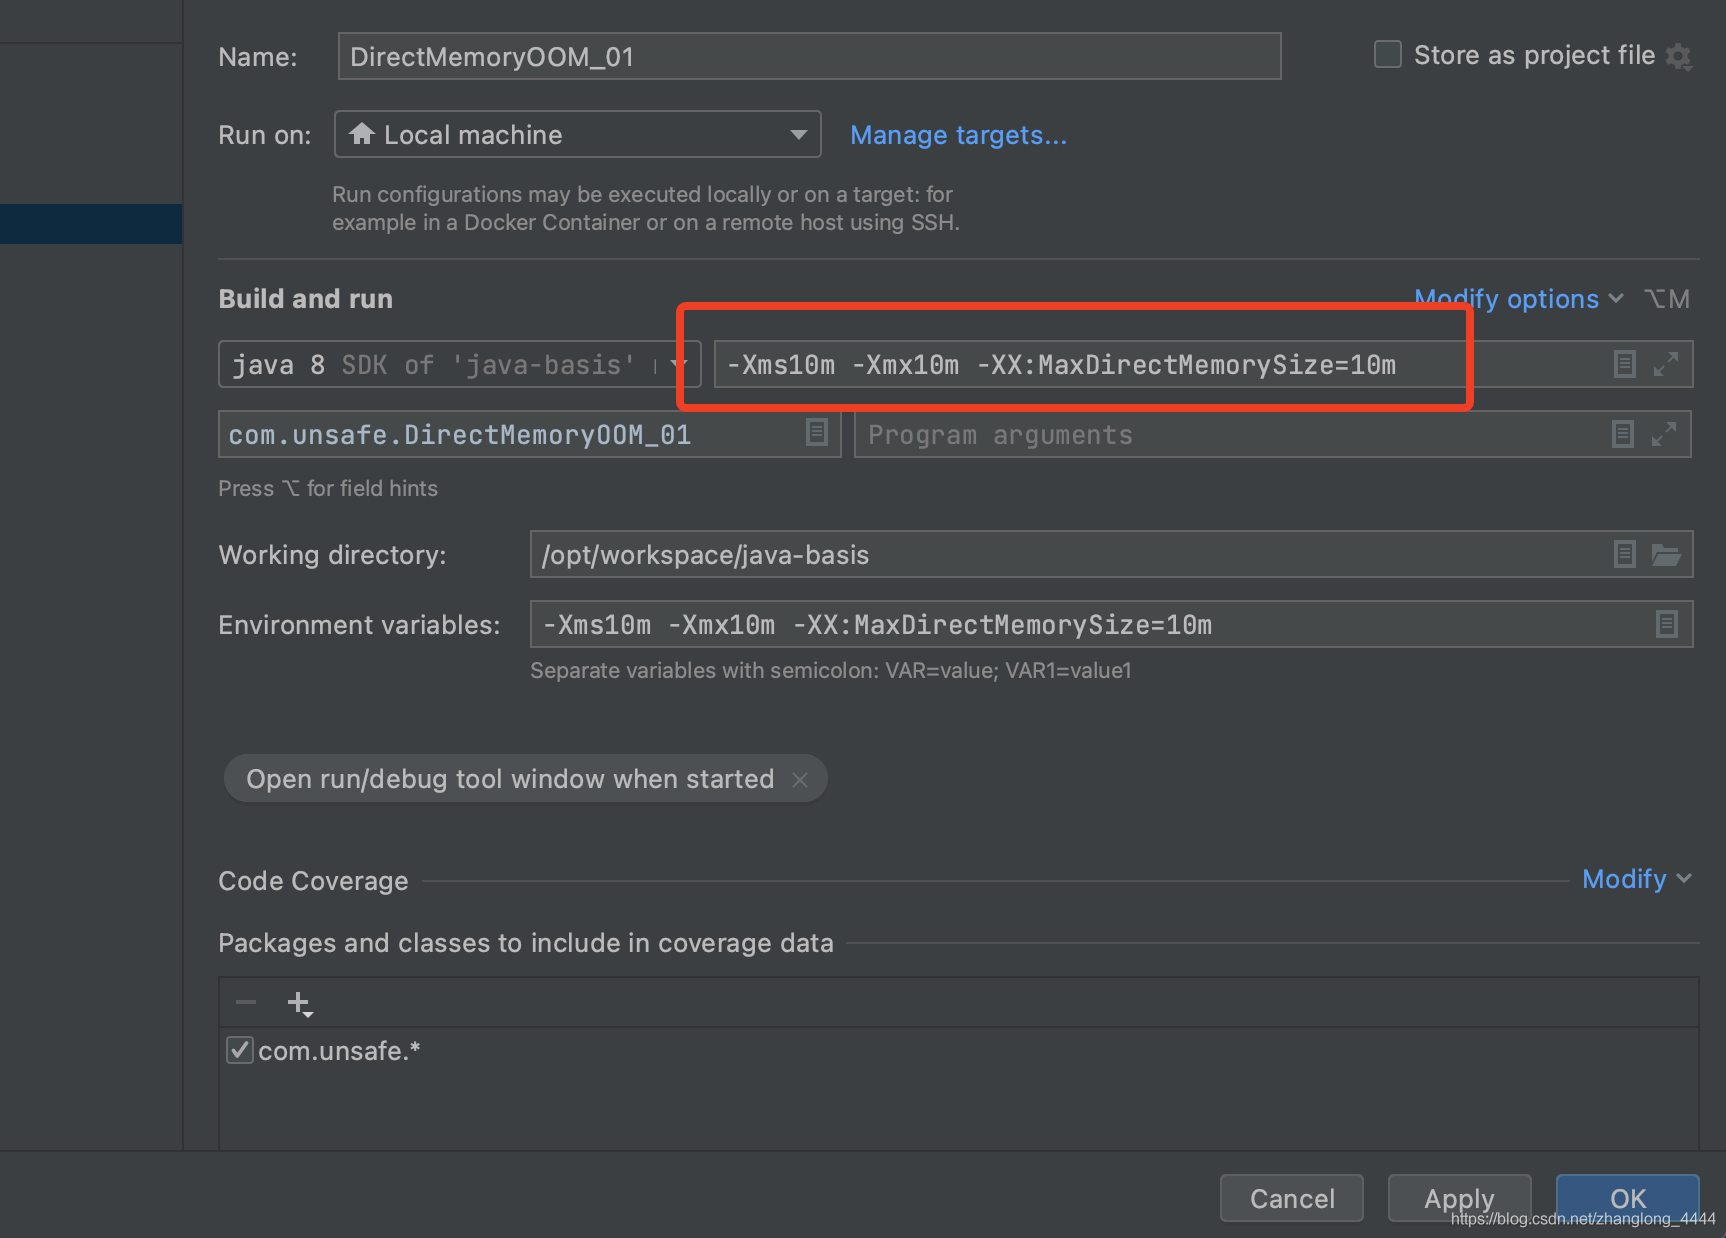 Name: DirectMemoryOOM_01 Store as project file
Run on: Local machine Manage targets...
Run configurations may be executed locally or on a target: for
example in a Docker Container or on a remote host using SSH.
Build and run Modify options ⌥M
java 8 SDK of 'java-basis' -Xms10m -Xmx10m -XX:MaxDirectMemorySize=10m
com.unsafe.DirectMemoryOOM_01 Program arguments
Press ⌥ for field hints
Working directory: /opt/workspace/java-basis
Environment variables: -Xms10m -Xmx10m -XX:MaxDirectMemorySize=10m
Separate variables with semicolon: VAR=value; VAR1=value1
Open run/debug tool window when started ×
Code Coverage Modify
Packages and classes to include in coverage data
com.unsafe.*
Cancel Apply OK
https://blog.csdn.net/zhanglong_4444